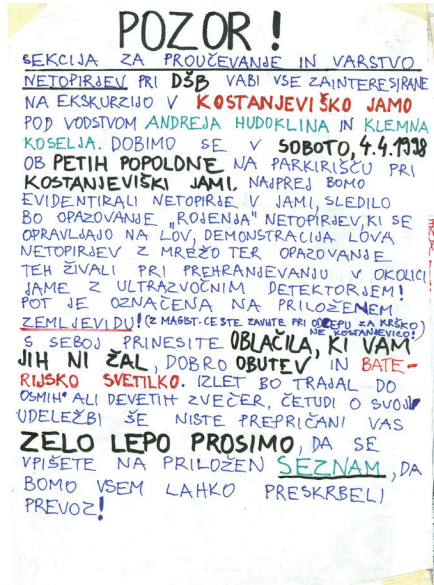 POZOR!
SEKCIJA ZA PROUČEVANJE IN VARSTVO
NETOPIRJEV PRI DŠB VABI VSE ZAINTERESIRANE
NA EKSKURZIJO V KOSTANJEVIŠKO JAMO
POD VODSTVOM ANDREJA HUDOKLINA IN KLEMNA
KOSELJA. DOBIMO SE V SOBOTO, 4.4.1998
OB PETIH POPOLDNE NA PARKIRIŠČU PRI
KOSTANJEVIŠKI JAMI. NAJPREJ BOMO
EVIDENTIRALI NETOPIRJE V JAMI, SLEDILO
BO OPAZOVANJE "ROJENJA" NETOPIRJEV, KI SE
OPRAVLJAJO NA LOV, DEMONSTRACIJA LOVA
NETOPIRJEV Z MREŽO TER OPAZOVANJE
TEH ŽIVALI PRI PREHRANJEVANJU V OKOLICI
JAME Z ULTRAZVOČNIM DETEKTORJEM!
POT JE OZNAČENA NA PRILOŽENEM
ZEMLJEVIDU! (Z MAGIST. CESTE ZAVIJTE PRI ODCEPU ZA KRŠKO,
NE KOSTANJEVICO!)
S SEBOJ PRINESITE OBLAČILA, KI VAM
JIH NI ŽAL, DOBRO OBUTEV IN BATE-
RIJSKO SVETILKO. IZLET BO TRAJAL DO
OSMIH ALI DEVETIH ZVEČER, ČETUDI O SVOJI
UDELEŽBI ŠE NISTE PREPRIČANI VAS
ZELO LEPO PROSIMO, DA SE
VPIŠETE NA PRILOŽEN SEZNAM, DA
BOMO VSEM LAHKO PRESKRBELI
PREVOZ!